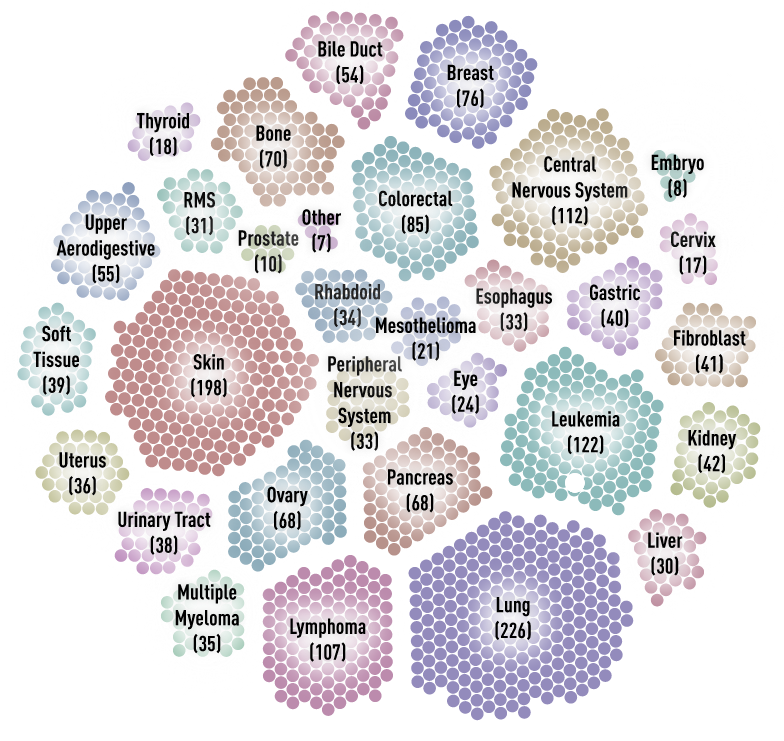 Bile Duct
(54)
Breast
(76)
Thyroid
(18)
Bone
(70)
Central
Nervous System
(112)
Embryo
(8)
RMS
(31)
Colorectal
(85)
Upper
Aerodigestive
(55)
Prostate
(10)
Other
(7)
Cervix
(17)
Rhabdoid
(34)
Mesothelioma
(21)
Esophagus
(33)
Gastric
(40)
Soft
Tissue
(39)
Skin
(198)
Fibroblast
(41)
Peripheral
Nervous
System
(33)
Eye
(24)
Leukemia
(122)
Kidney
(42)
Uterus
(36)
Ovary
(68)
Pancreas
(68)
Urinary Tract
(38)
Liver
(30)
Multiple
Myeloma
(35)
Lymphoma
(107)
Lung
(226)